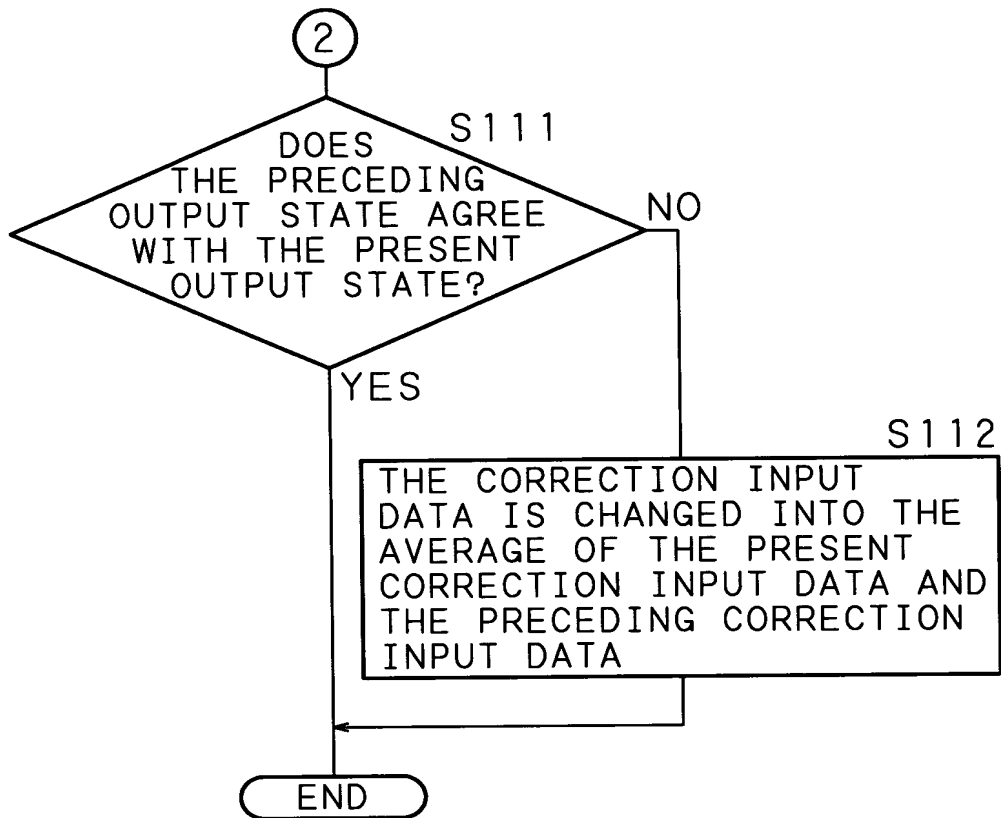 2
S111
DOES
THE PRECEDING
OUTPUT STATE AGREE
WITH THE PRESENT
OUTPUT STATE?
NO
YES
S112
THE CORRECTION INPUT
DATA IS CHANGED INTO THE
AVERAGE OF THE PRESENT
CORRECTION INPUT DATA AND
THE PRECEDING CORRECTION
INPUT DATA
END